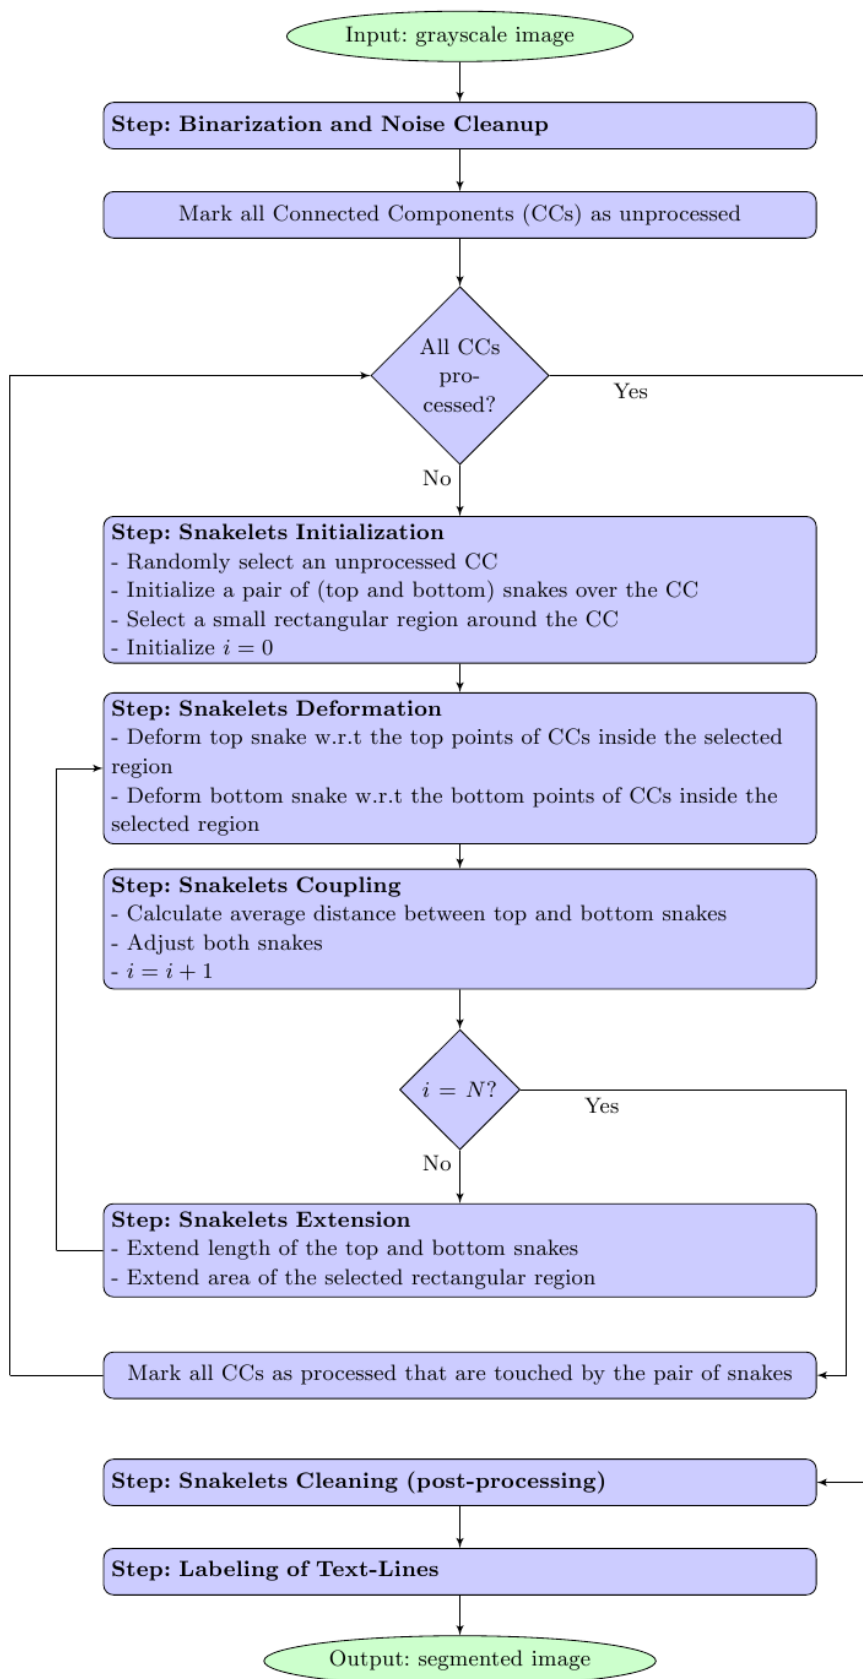 Input: grayscale image
Step: Binarization and Noise Cleanup
Mark all Connected Components (CCs) as unprocessed
All CCs
pro-
cessed?
Yes
No
Step: Snakelets Initialization
- Randomly select an unprocessed CC
- Initialize a pair of (top and bottom) snakes over the CC
- Select a small rectangular region around the CC
- Initialize i = 0
Step: Snakelets Deformation
- Deform top snake w.r.t the top points of CCs inside the selected
region
- Deform bottom snake w.r.t the bottom points of CCs inside the
selected region
Step: Snakelets Coupling
- Calculate average distance between top and bottom snakes
- Adjust both snakes
- i = i + 1
i = N?
Yes
No
Step: Snakelets Extension
- Extend length of the top and bottom snakes
- Extend area of the selected rectangular region
Mark all CCs as processed that are touched by the pair of snakes
Step: Snakelets Cleaning (post-processing)
Step: Labeling of Text-Lines
Output: segmented image